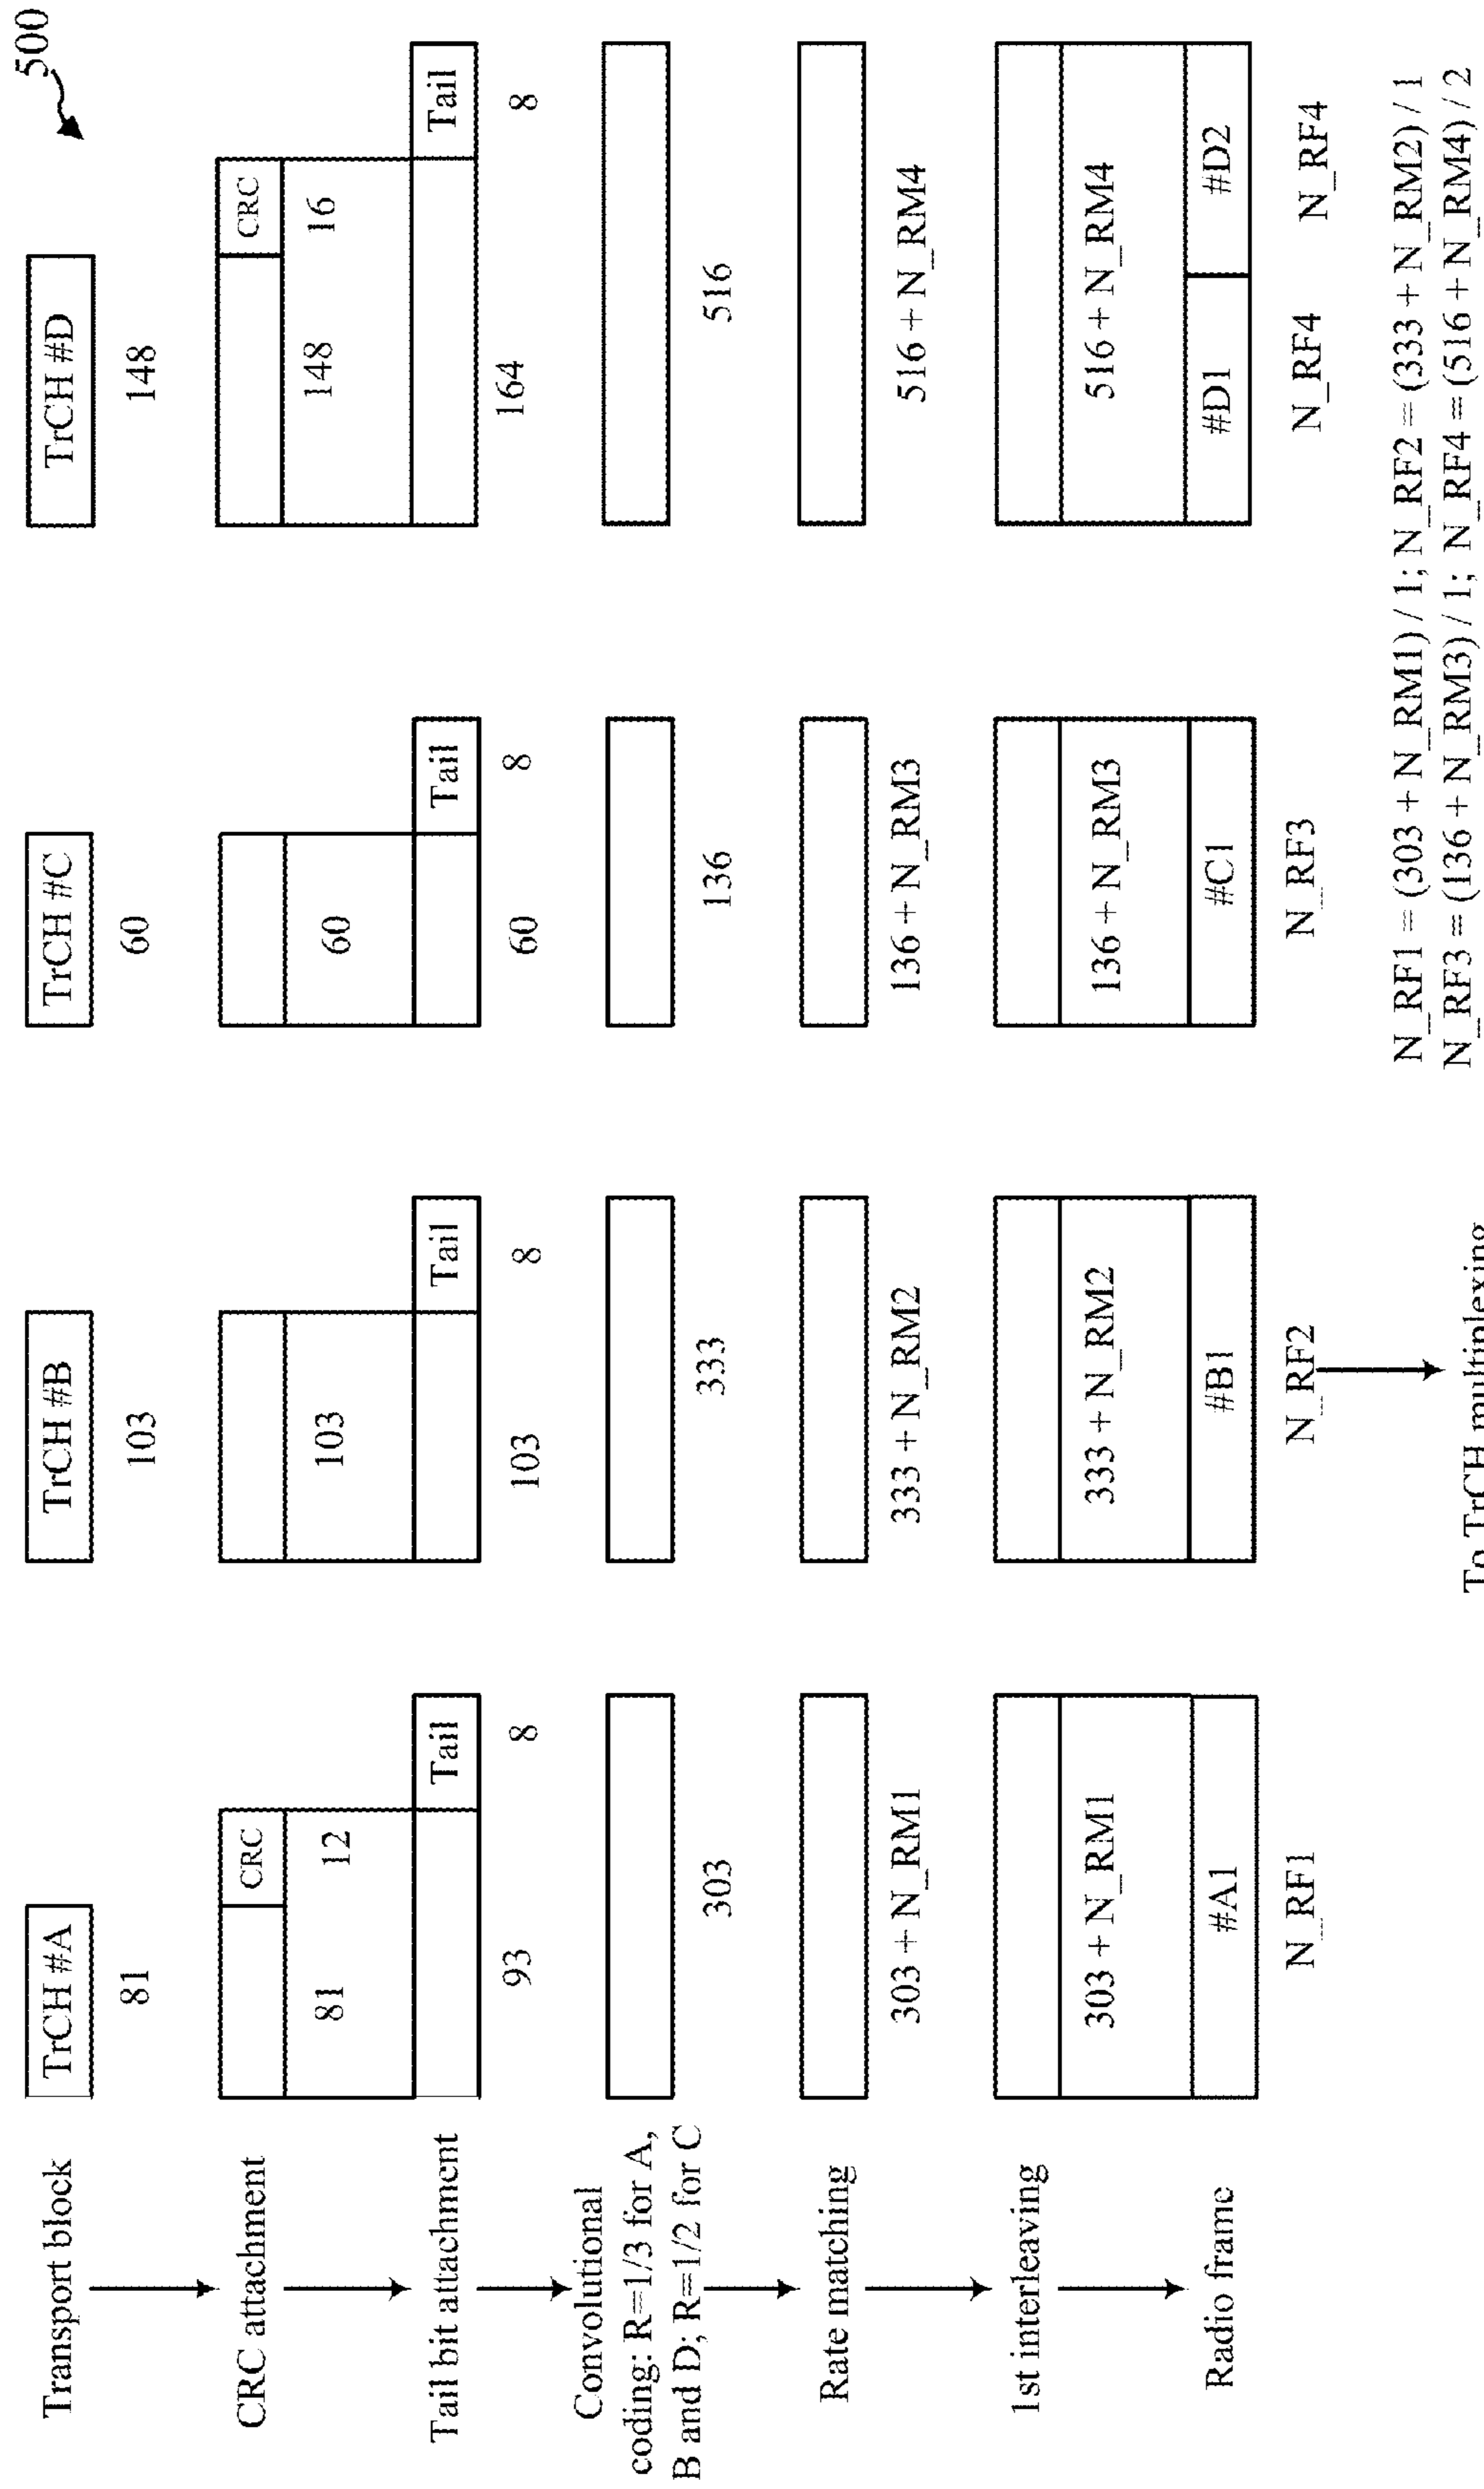 500
Transport block
TrCH #A
TrCH #B
TrCH #C
TrCH #D
81
103
60
148
CRC attachment
CRC
CRC
81
12
103
60
148
16
Tail bit attachment
Tail
Tail
Tail
Tail
93
8
103
8
60
8
164
8
Convolutional
coding: R=1/3 for A,
B and D; R=1/2 for C
303
333
136
516
Rate matching
303 + N_RM1
333 + N_RM2
136 + N_RM3
516 + N_RM4
1st interleaving
303 + N_RM1
333 + N_RM2
136 + N_RM3
516 + N_RM4
Radio frame
#A1
#B1
#C1
#D1
#D2
N_RF1
N_RF2
N_RF3
N_RF4
N_RF4
N_RF1 = (303 + N_RM1) / 1; N_RF2 = (333 + N_RM2) / 1
N_RF3 = (136 + N_RM3) / 1; N_RF4 = (516 + N_RM4) / 2
To TrCH multiplexing